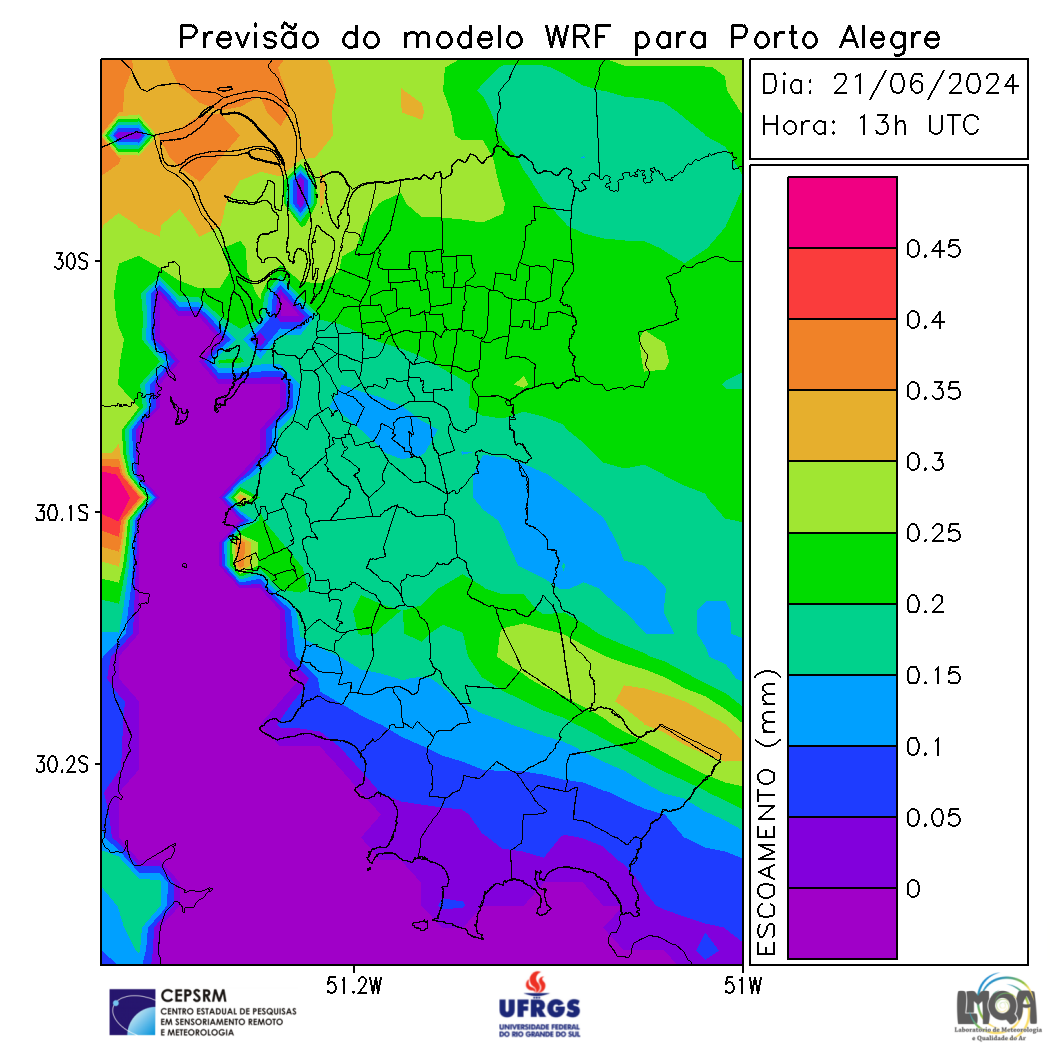 Previsão do modelo WRF para Porto Alegre
Dia: 21/06/2024
Hora: 13h UTC
30S
30.1S
30.2S
51.2W
51W
ESCOAMENTO (mm)
0.45
0.4
0.35
0.3
0.25
0.2
0.15
0.1
0.05
0
CEPSRM
CENTRO ESTADUAL DE PESQUISAS
EM SENSORIAMENTO REMOTO
E METEOROLOGIA
UFRGS
UNIVERSIDADE FEDERAL
DO RIO GRANDE DO SUL
LMQA
Laboratório de Meteorologia
e Qualidade do Ar